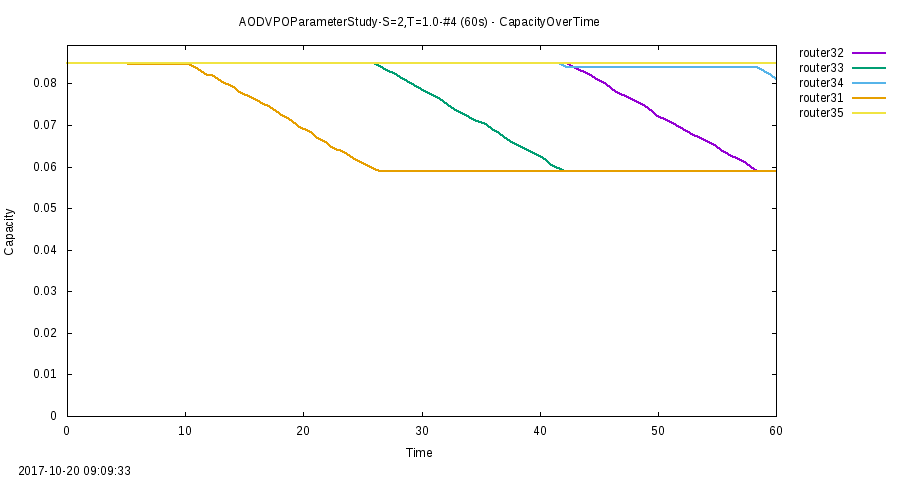 AODVPOParameterStudy-S=2,T=1.0-#4 (60s) - CapacityOverTime
router32
router33
router34
router31
router35
0.08
0.07
0.06
0.05
0.04
0.03
0.02
0.01
0
Capacity
0 10 20 30 40 50 60
Time
2017-10-20 09:09:33